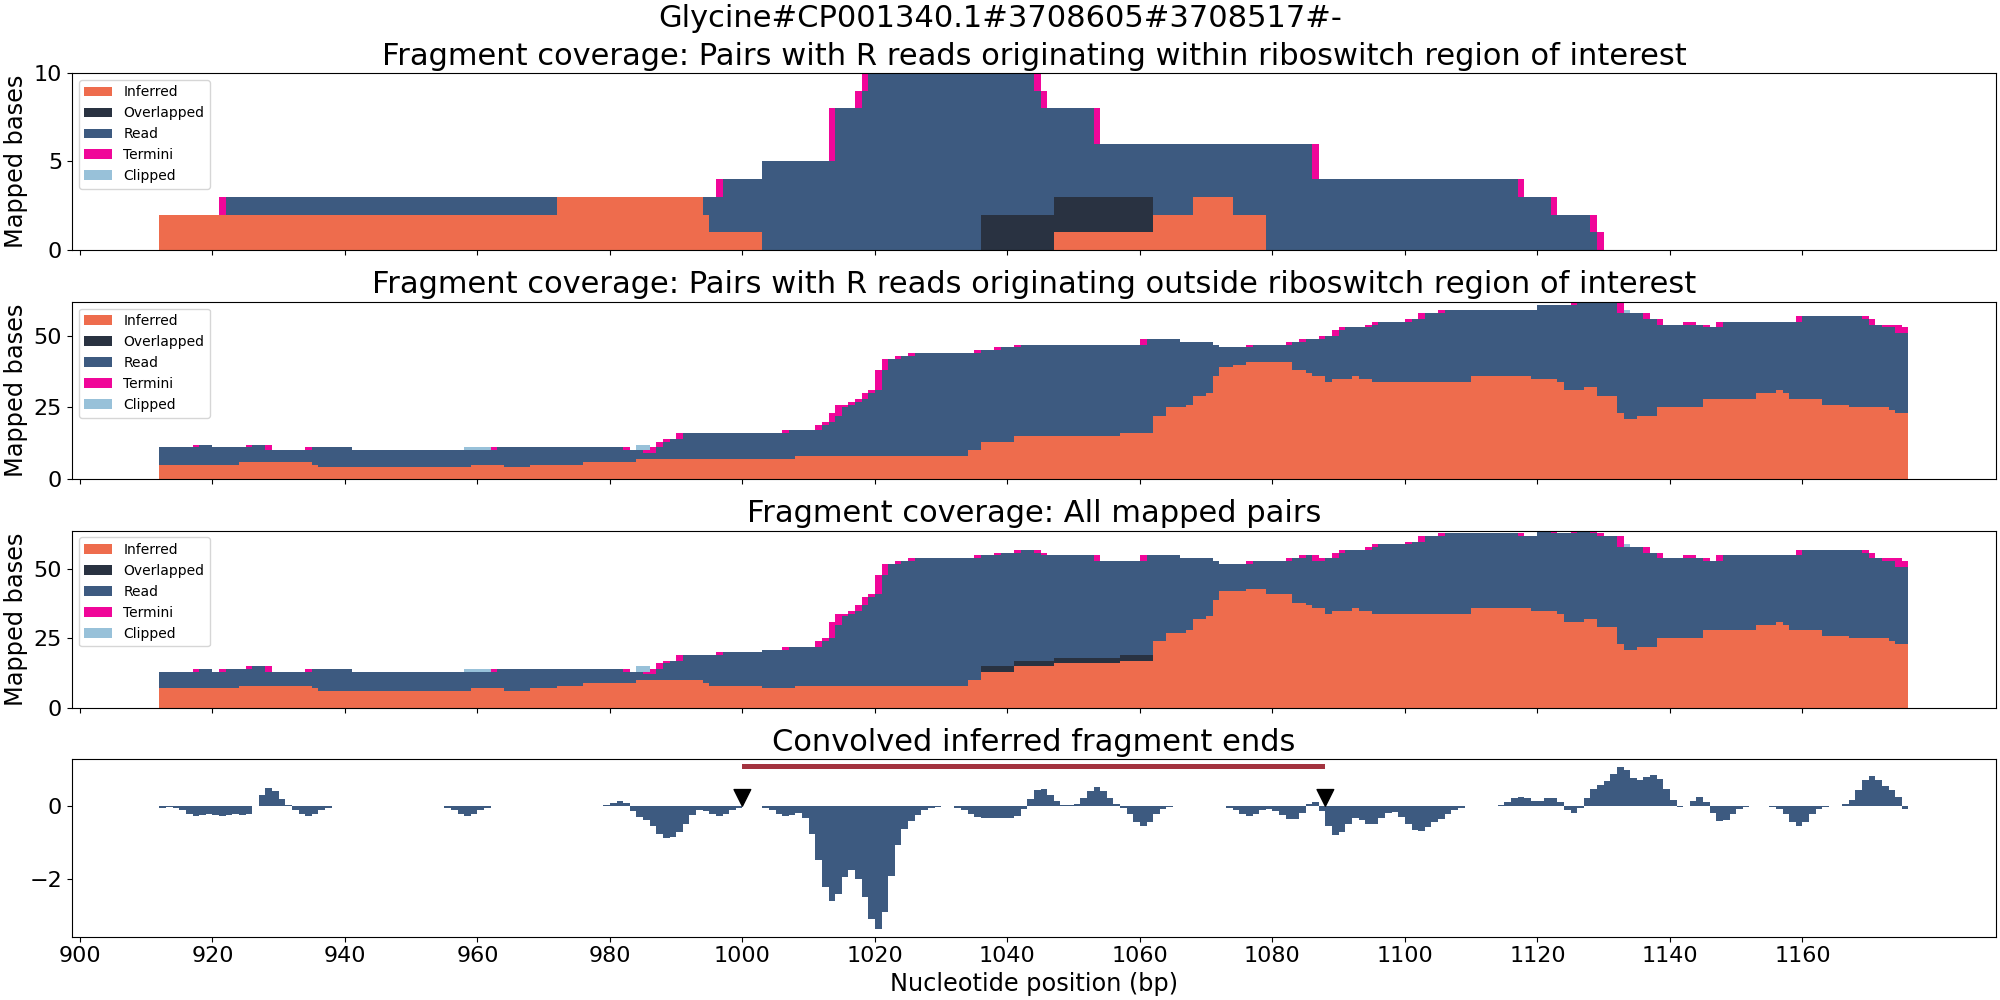 Glycine#CP001340.1#3708605#3708517#-
Fragment coverage: Pairs with R reads originating within riboswitch region of interest
Mapped bases
10
5
0
Inferred
Overlapped
Read
Termini
Clipped
Fragment coverage: Pairs with R reads originating outside riboswitch region of interest
Mapped bases
50
25
0
Inferred
Overlapped
Read
Termini
Clipped
Fragment coverage: All mapped pairs
Mapped bases
50
25
0
Inferred
Overlapped
Read
Termini
Clipped
Convolved inferred fragment ends
0
−2
900 920 940 960 980 1000 1020 1040 1060 1080 1100 1120 1140 1160
Nucleotide position (bp)